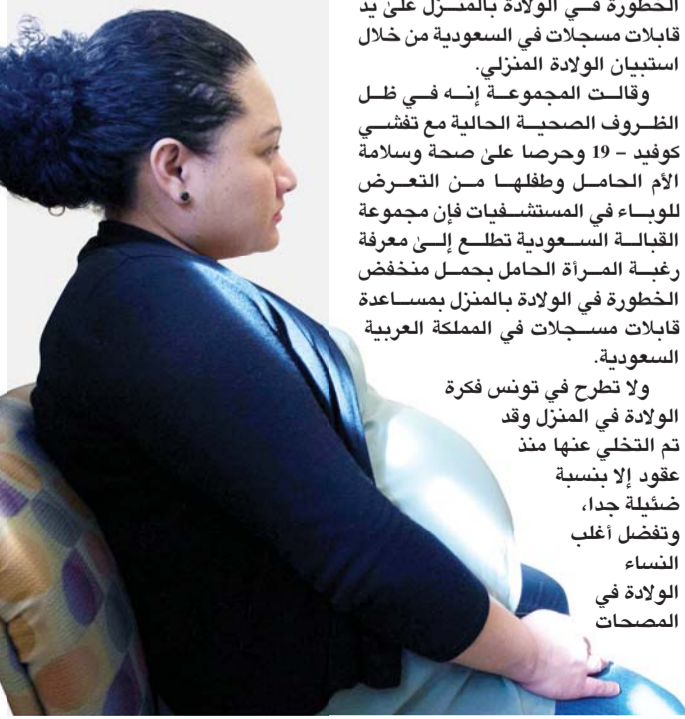 الخطورة في الولادة بالمنزل على يد
قابلات مسجلات في السعودية من خلال
استبيان الولادة المنزلي.
وقالت المجموعة إنه في ظل
الظروف الصحية الحالية مع تفشي
كوفيد – 19 وحرصا على صحة وسلامة
الأم الحامل وطفلها من التعرض
للوباء في المستشفيات فإن مجموعة
القبالة السعودية تطلع إلى معرفة
رغبة المرأة الحامل بحمل منخفض
الخطورة في الولادة بالمنزل بمساعدة
قابلات مسجلات في المملكة العربية
السعودية.
ولا تطرح في تونس فكرة
الولادة في المنزل وقد
تم التخلي عنها منذ
عقود إلا بنسبة
ضئيلة جدا،
وتفضل أغلب
النساء
الولادة في
المصحات